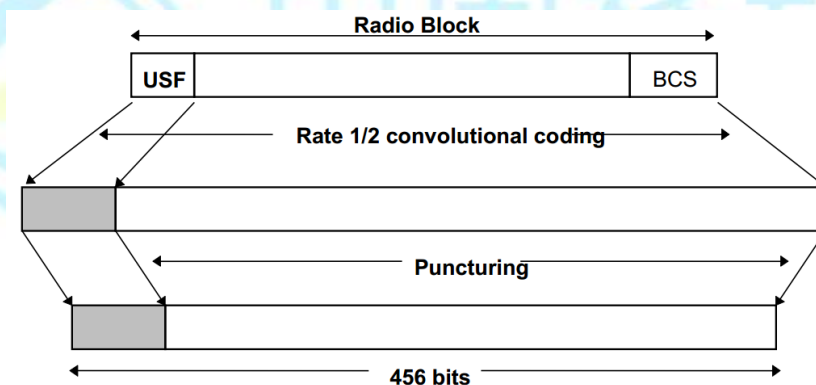 Radio Block
USF
BCS
Rate 1/2 convolutional coding
Puncturing
456 bits